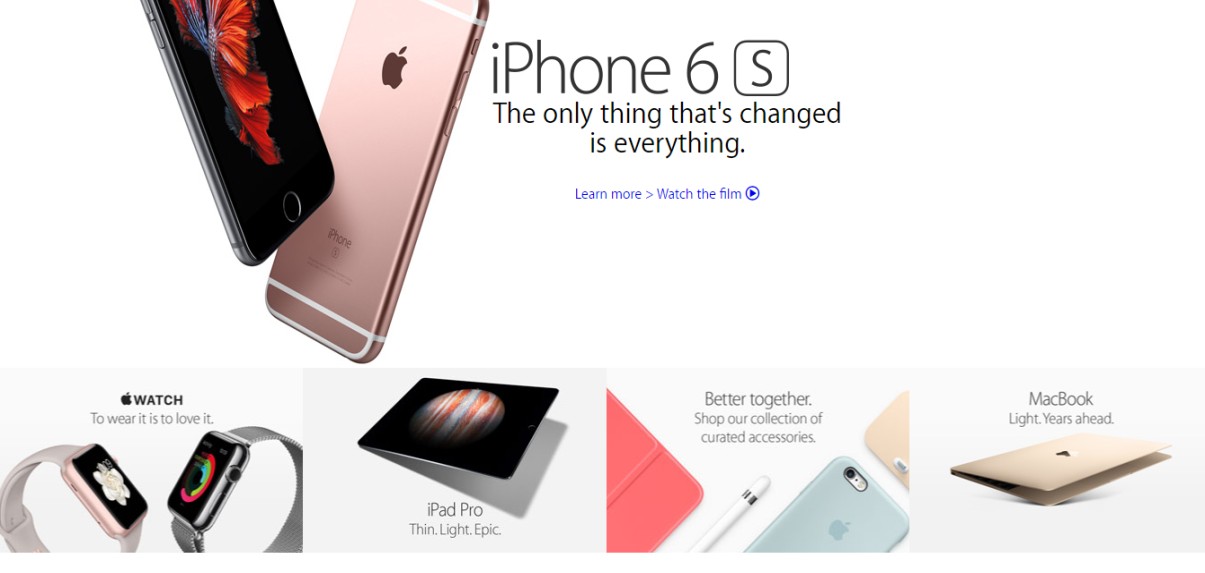 iPhone 6 S
The only thing that's changed
is everything.
Learn more > Watch the film
iPhone
S
WATCH
To wear it is to love it.
iPad Pro
Thin. Light. Epic.
Better together.
Shop our collection of
curated accessories.
MacBook
Light. Years ahead.